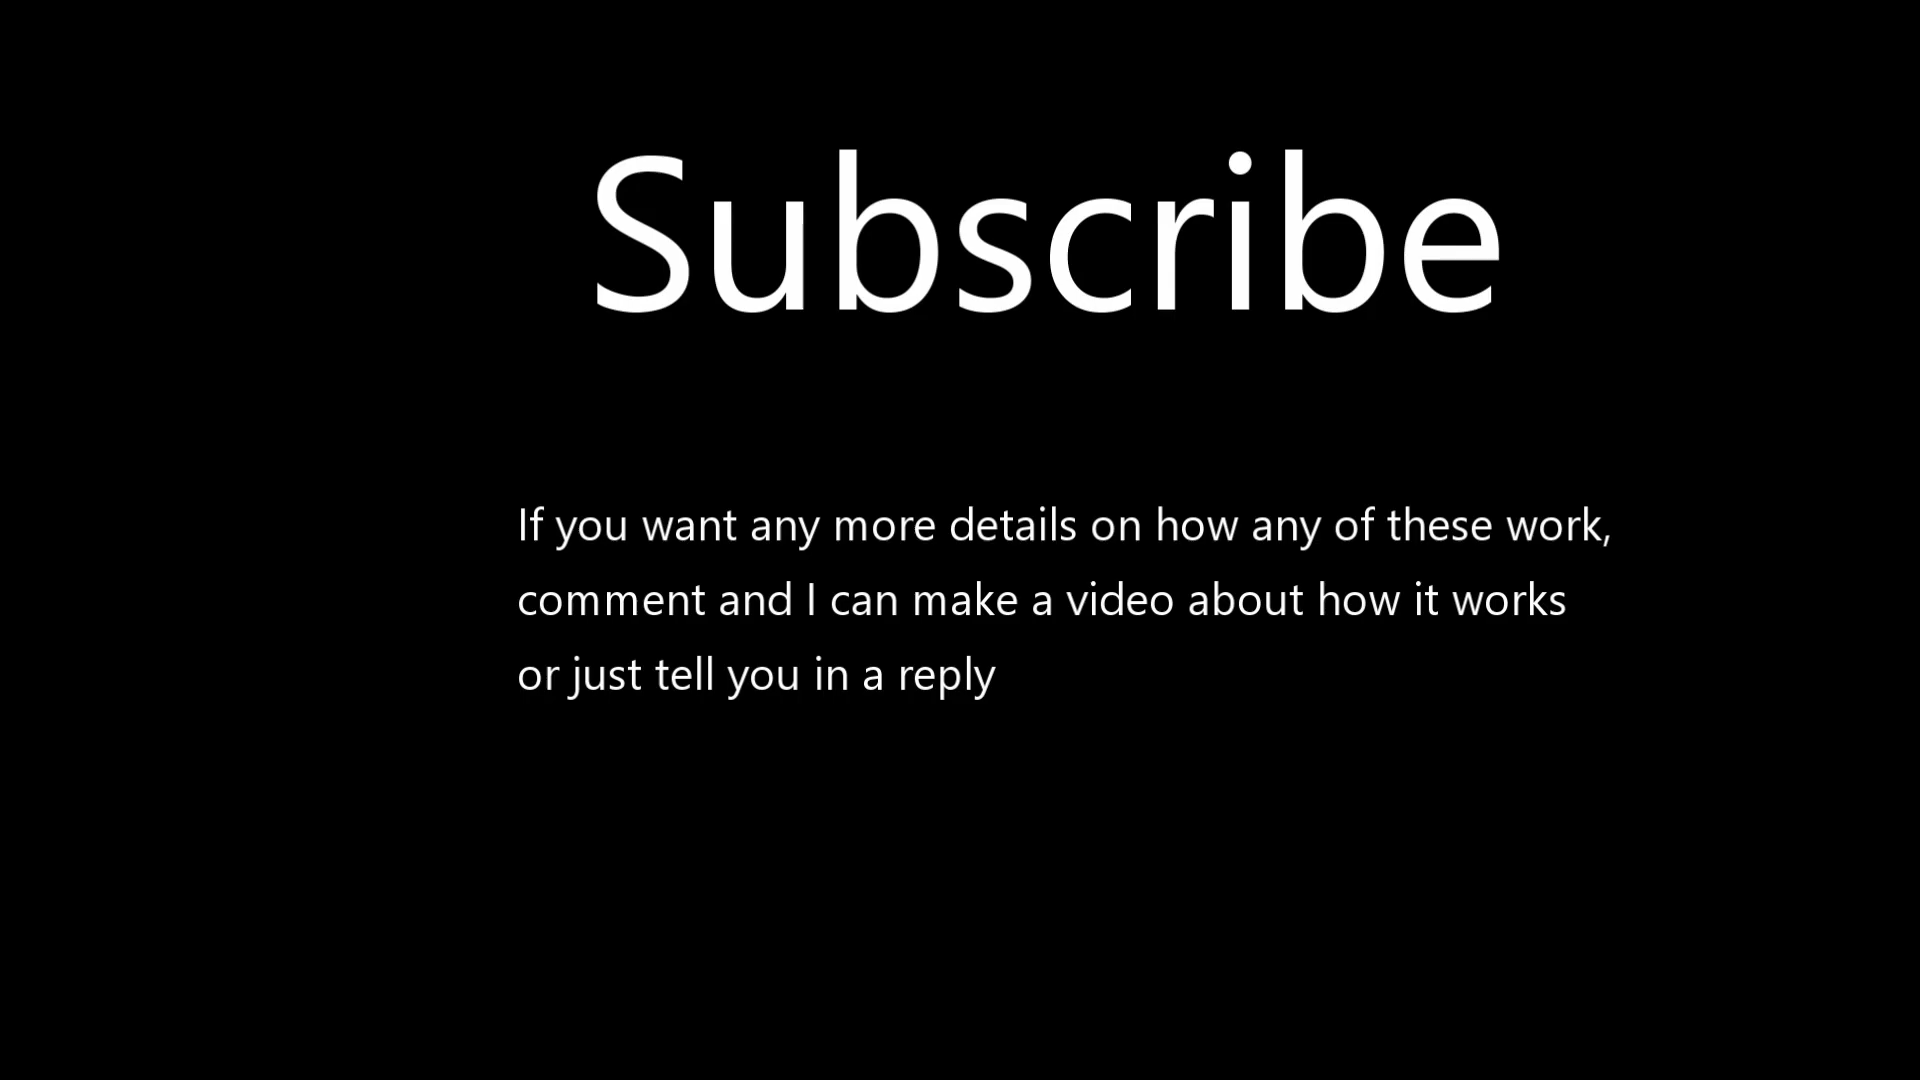 Subscribe
If you want any more details on how any of these work,
comment and I can make a video about how it works
or just tell you in a reply